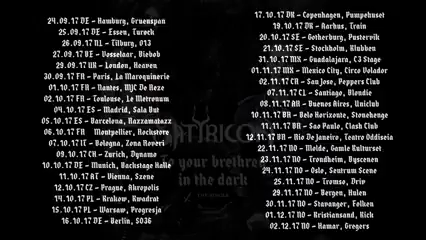 24.09.17 DE - Hamburg, Gruenspan
25.09.17 DE - Essen, Turock
26.09.17 NL - Tilburg, 013
27.09.17 BE - Vosselaar, Biebob
29.09.17 UK - London, Heaven
30.09.17 FR - Paris, La Maroquinerie
01.10.17 FR - Nantes, MJC De Reze
02.10.17 FR - Toulouse, Le Metronum
04.10.17 ES - Madrid, Sala But
05.10.17 ES - Barcelona, Razzamatazz
06.10.17 FR Montpellier, Rockstore
07.10.17 IT - Bologna, Zona Roveri
09.10.17 CH - Zurich, Dynamo
10.10.17 DE - Munich, Backstage Halle
11.10.17 AT - Vienna, Szene
12.10.17 CZ - Prague, Akropolis
14.10.17 PL - Krakow, Kwadrat
15.10.17 PL - Warsaw, Progresja
16.10.17 DE - Berlin, SO36
17.10.17 DK - Copenhagen, Pumpehuset
19.10.17 DK - Aarhus, Train
20.10.17 SE - Gotherburg, Pustervik
21.10.17 SE - Stockholm, Klubben
31.10.17 MX - Guadalajara, C3 Stage
01.11.17 MX - Mexico City, Circo Volador
02.11.17 CR - San Jose, Peppers Club
07.11.17 CL - Santiago, Blondie
08.11.17 AR - Buenos Aires, Uniclub
10.11.17 BR - Belo Horizonte, Stonehenge
11.11.17 BR - Sao Paulo, Clash Club
12.11.17 BR - Rio De Janeiro, Teatro Odisseia
22.11.17 NO - Molde, Gamle Kulturset
23.11.17 NO - Trondheim, Byscenen
24.11.17 NO - Oslo, Sentrum Scene
25.11.17 NO - Tromso, Driv
29.11.17 NO - Bergen, Hulen
30.11.17 NO - Stavanger, Folken
01.12.17 NO - Kristiansand, Kick
02.12.17 NO - Hamar, Gregers
your brethre
in the dark